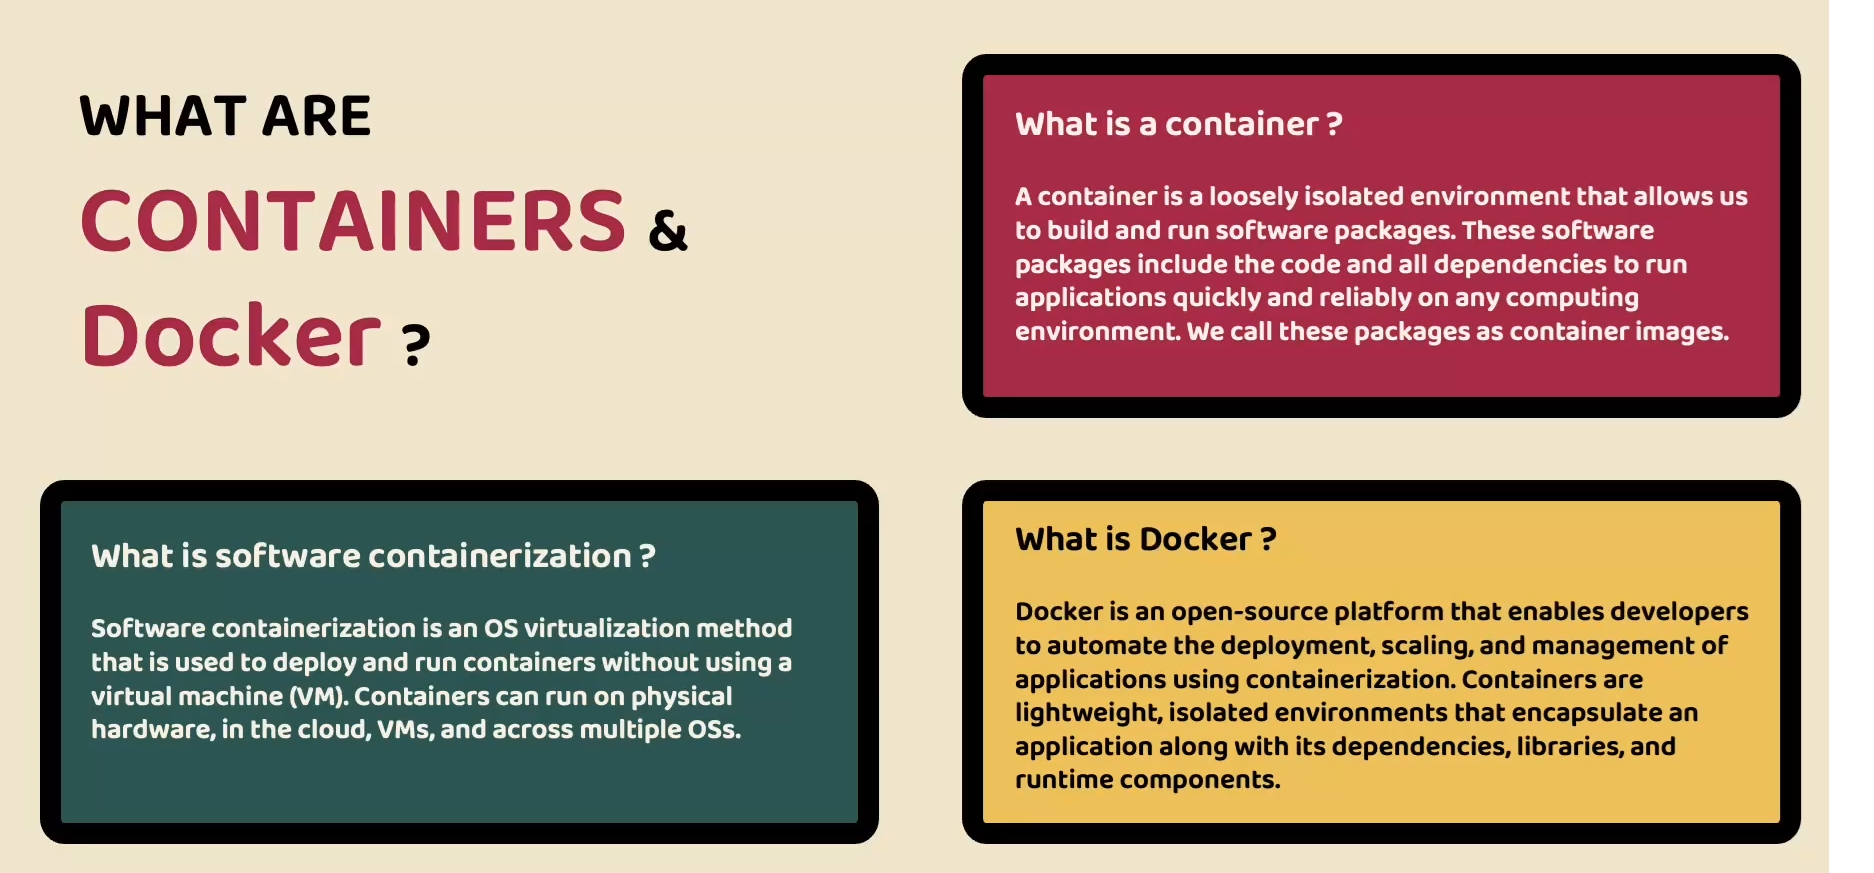 WHAT ARE
CONTAINERS &
Docker ?
What is a container ?
A container is a loosely isolated environment that allows us
to build and run software packages. These software
packages include the code and all dependencies to run
applications quickly and reliably on any computing
environment. We call these packages as container images.
What is software containerization ?
Software containerization is an OS virtualization method
that is used to deploy and run containers without using a
virtual machine (VM). Containers can run on physical
hardware, in the cloud, VMs, and across multiple OSs.
What is Docker ?
Docker is an open-source platform that enables developers
to automate the deployment, scaling, and management of
applications using containerization. Containers are
lightweight, isolated environments that encapsulate an
application along with its dependencies, libraries, and
runtime components.